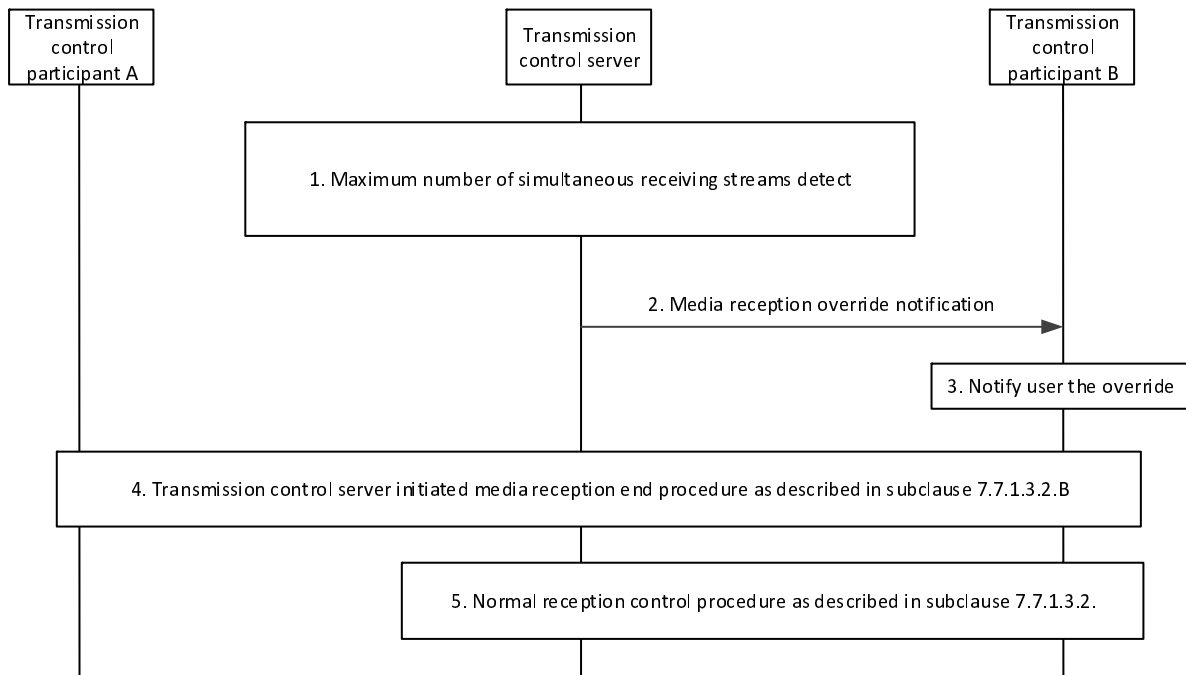 Transmission
control
participant A
Transmission
control server
Transmission
control
participant B
1. Maximum number of simultaneous receiving streams detect
2. Media reception override notification
3. Notify user the override
4. Transmission control server initiated media reception end procedure as described in subclause 7.7.1.3.2.B
5. Normal reception control procedure as described in subclause 7.7.1.3.2.